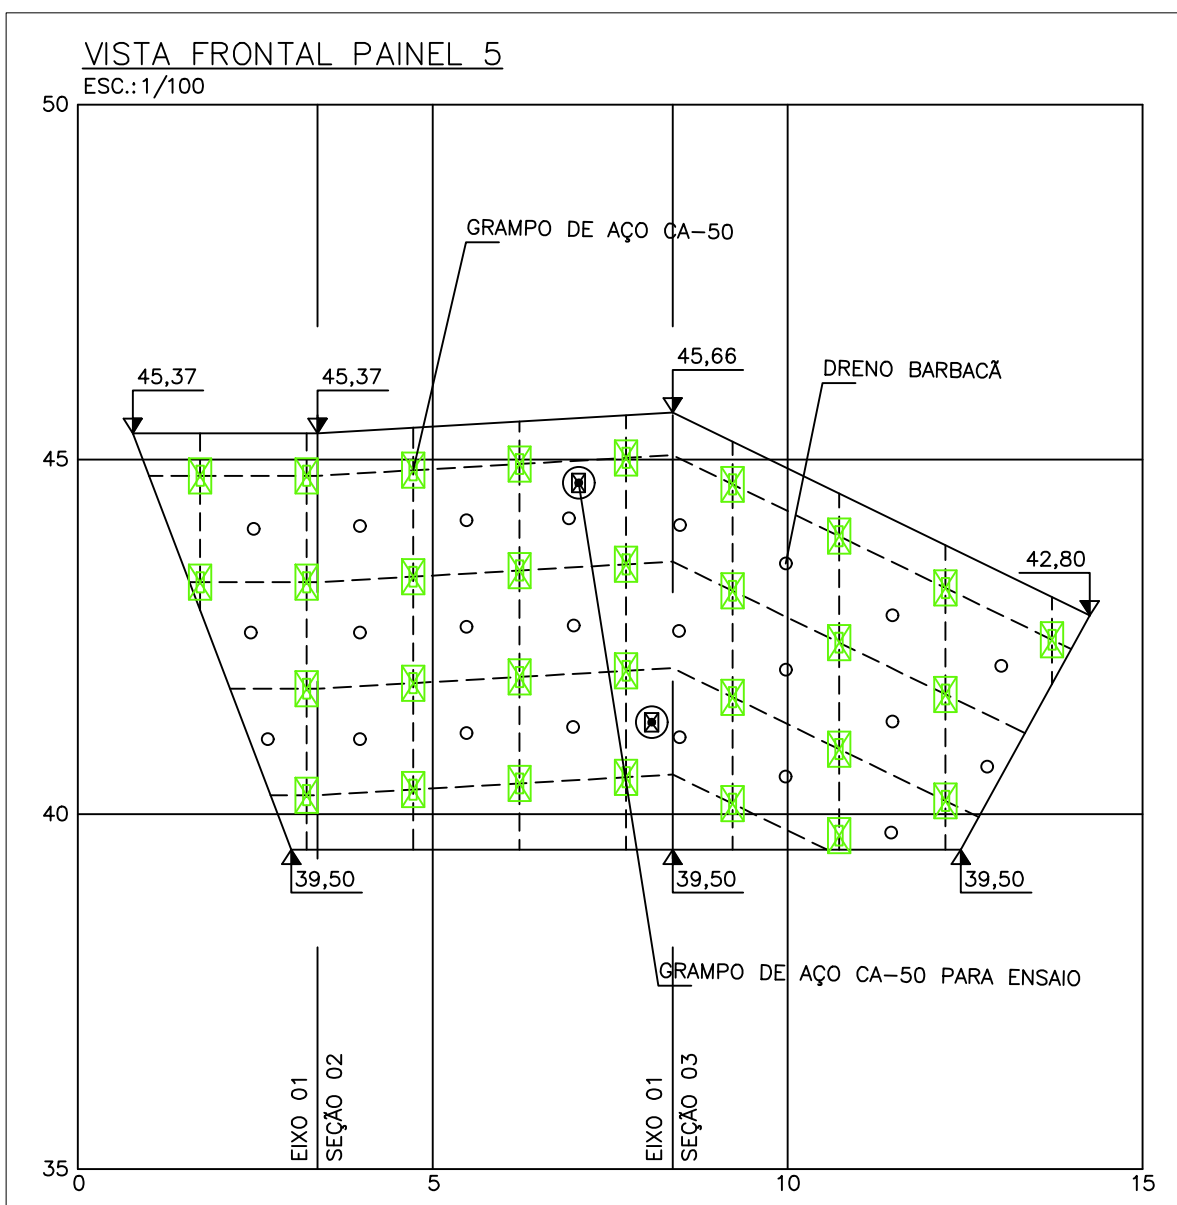 VISTA FRONTAL PAINEL 5
ESC.:1/100
50
GRAMPO DE AÇO CA-50
45,66
DRENO BARBACÃ
45,37
45,37
45
42,80
40
39,50
39,50
39,50
GRAMPO DE AÇO CA-50 PARA ENSAIO
EIXO 01
SEÇÃO 02
EIXO 01
SEÇÃO 03
35
0
5
10
15